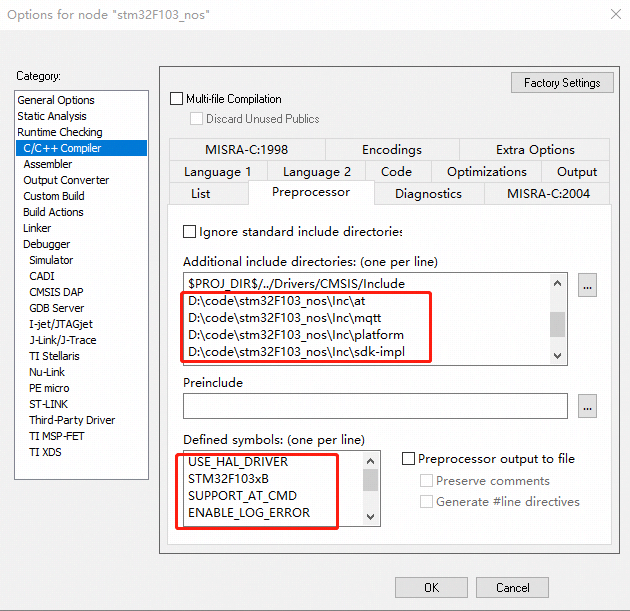 Options for node "stm32F103_nos"
Category:
General Options
Static Analysis
Runtime Checking
C/C++ Compiler
Assembler
Output Converter
Custom Build
Build Actions
Linker
Debugger
Simulator
CADI
CMSIS DAP
GDB Server
I-jet/JTAGjet
J-Link/J-Trace
TI Stellaris
Nu-Link
PE micro
ST-LINK
Third-Party Driver
TI MSP-FET
TI XDS
Factory Settings
Multi-file Compilation
Discard Unused Publics
MISRA-C:1998 Encodings Extra Options
Language 1 Language 2 Code Optimizations Output
List Preprocessor Diagnostics MISRA-C:2004
Ignore standard include directories
Additional include directories: (one per line)
$PROJ_DIR$/../Drivers/CMSIS/Include
D:\code\stm32F103_nos\Inc\at
D:\code\stm32F103_nos\Inc\mqtt
D:\code\stm32F103_nos\Inc\platform
D:\code\stm32F103_nos\Inc\sdk-impl
...
Preinclude
...
Defined symbols: (one per line)
USE_HAL_DRIVER
STM32F103xB
SUPPORT_AT_CMD
ENABLE_LOG_ERROR
Preprocessor output to file
Preserve comments
Generate #line directives
OK Cancel